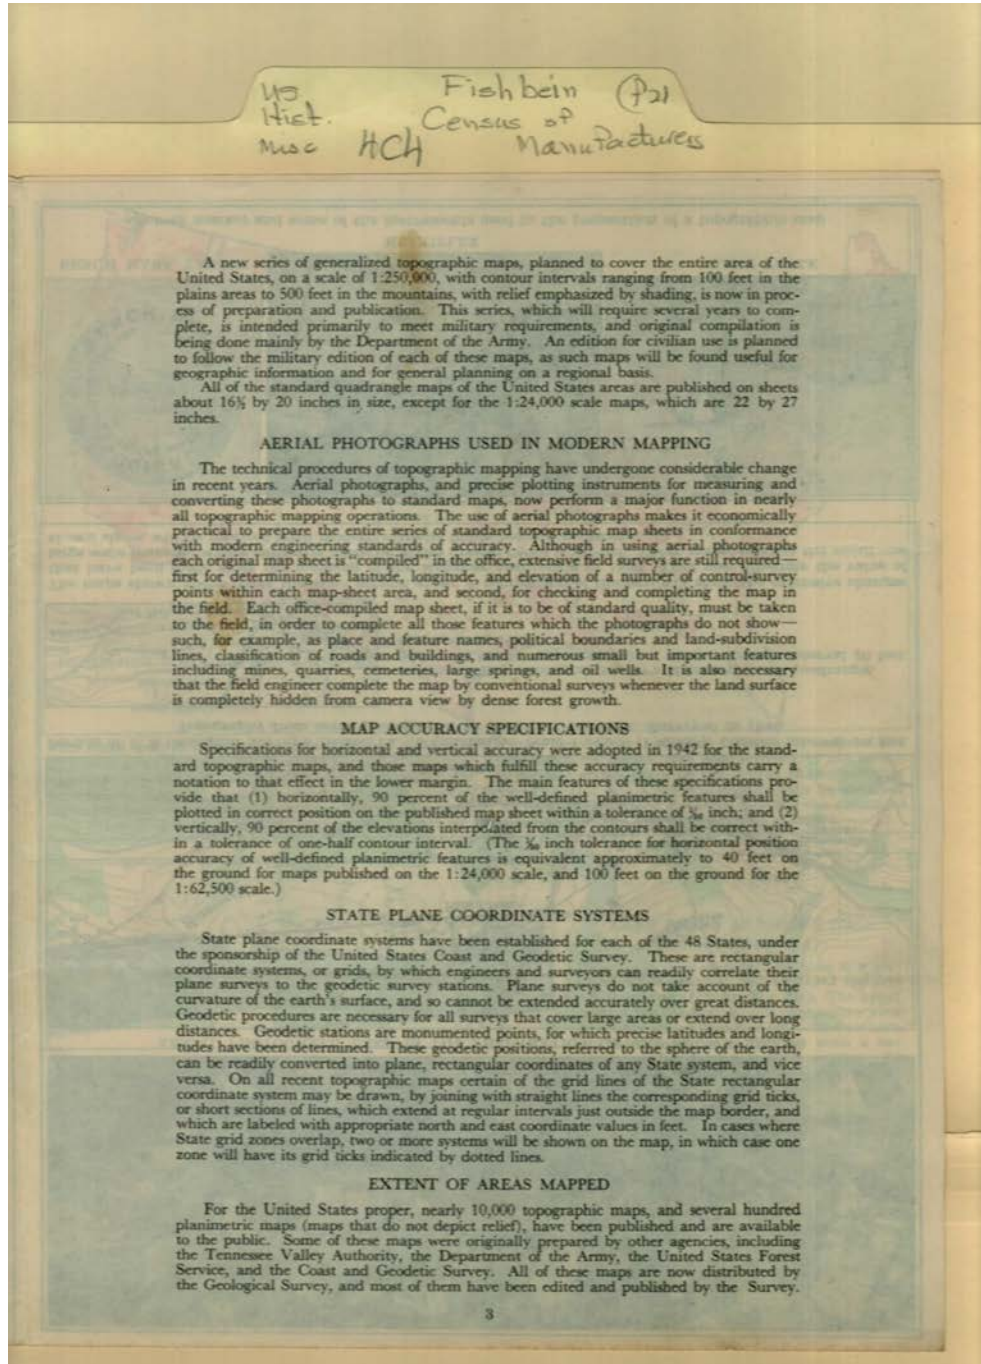 US Fishbein P21
Hist. Census of
Misc HC4 Manufacturers
A new series of generalized topographic maps, planned to cover the entire area of the
United States, on a scale of 1:250,000, with contour intervals ranging from 100 feet in the
plains areas to 500 feet in the mountains, with relief emphasized by shading, is now in proc-
ess of preparation and publication. This series, which will require several years to com-
plete, is intended primarily to meet military requirements, and original compilation is
being done mainly by the Department of the Army. An edition for civilian use is planned
to follow the military edition of each of these maps, as such maps will be found useful for
geographic information and for general planning on a regional basis.
All of the standard quadrangle maps of the United States areas are published on sheets
about 16½ by 20 inches in size, except for the 1:24,000 scale maps, which are 22 by 27
inches.
AERIAL PHOTOGRAPHS USED IN MODERN MAPPING
The technical procedures of topographic mapping have undergone considerable change
in recent years. Aerial photographs, and precise plotting instruments for measuring and
converting these photographs to standard maps, now perform a major function in nearly
all topographic mapping operations. The use of aerial photographs makes it economically
practical to prepare the entire series of standard topographic map sheets in conformance
with modern engineering standards of accuracy. Although in using aerial photographs
each original map sheet is "compiled" in the office, extensive field surveys are still required—
first for determining the latitude, longitude, and elevation of a number of control-survey
points within each map-sheet area, and second, for checking and completing the map in
the field. Each office-compiled map sheet, if it is to be of standard quality, must be taken
to the field, in order to complete all those features which the photographs do not show—
such, for example, as place and feature names, political boundaries and land-subdivision
lines, classification of roads and buildings, and numerous small but important features
including mines, quarries, cemeteries, large springs, and oil wells. It is also necessary
that the field engineer complete the map by conventional surveys whenever the land surface
is completely hidden from camera view by dense forest growth.
MAP ACCURACY SPECIFICATIONS
Specifications for horizontal and vertical accuracy were adopted in 1942 for the stand-
ard topographic maps, and those maps which fulfill these accuracy requirements carry a
notation to that effect in the lower margin. The main features of these specifications pro-
vide that (1) horizontally, 90 percent of the well-defined planimetric features shall be
plotted in correct position on the published map sheet within a tolerance of 1/50 inch; and (2)
vertically, 90 percent of the elevations interpolated from the contours shall be correct with-
in a tolerance of one-half contour interval. (The 1/50 inch tolerance for horizontal position
accuracy of well-defined planimetric features is equivalent approximately to 40 feet on
the ground for maps published on the 1:24,000 scale, and 100 feet on the ground for the
1:62,500 scale.)
STATE PLANE COORDINATE SYSTEMS
State plane coordinate systems have been established for each of the 48 States, under
the sponsorship of the United States Coast and Geodetic Survey. These are rectangular
coordinate systems, or grids, by which engineers and surveyors can readily correlate their
plane surveys to the geodetic survey stations. Plane surveys do not take account of the
curvature of the earth's surface, and so cannot be extended accurately over great distances.
Geodetic procedures are necessary for all surveys that cover large areas or extend over long
distances. Geodetic stations are monumented points, for which precise latitudes and longi-
tudes have been determined. These geodetic positions, referred to the sphere of the earth,
can be readily converted into plane, rectangular coordinates of any State system, and vice
versa. On all recent topographic maps certain of the grid lines of the State rectangular
coordinate system may be drawn, by joining with straight lines the corresponding grid ticks,
or short sections of lines, which extend at regular intervals just outside the map border, and
which are labeled with appropriate north and east coordinate values in feet. In cases where
State grid zones overlap, two or more systems will be shown on the map, in which case one
zone will have its grid ticks indicated by dotted lines.
EXTENT OF AREAS MAPPED
For the United States proper, nearly 10,000 topographic maps, and several hundred
planimetric maps (maps that do not depict relief), have been published and are available
to the public. Some of these maps were originally prepared by other agencies, including
the Tennessee Valley Authority, the Department of the Army, the United States Forest
Service, and the Coast and Geodetic Survey. All of these maps are now distributed by
the Geological Survey, and most of them have been edited and published by the Survey.
3